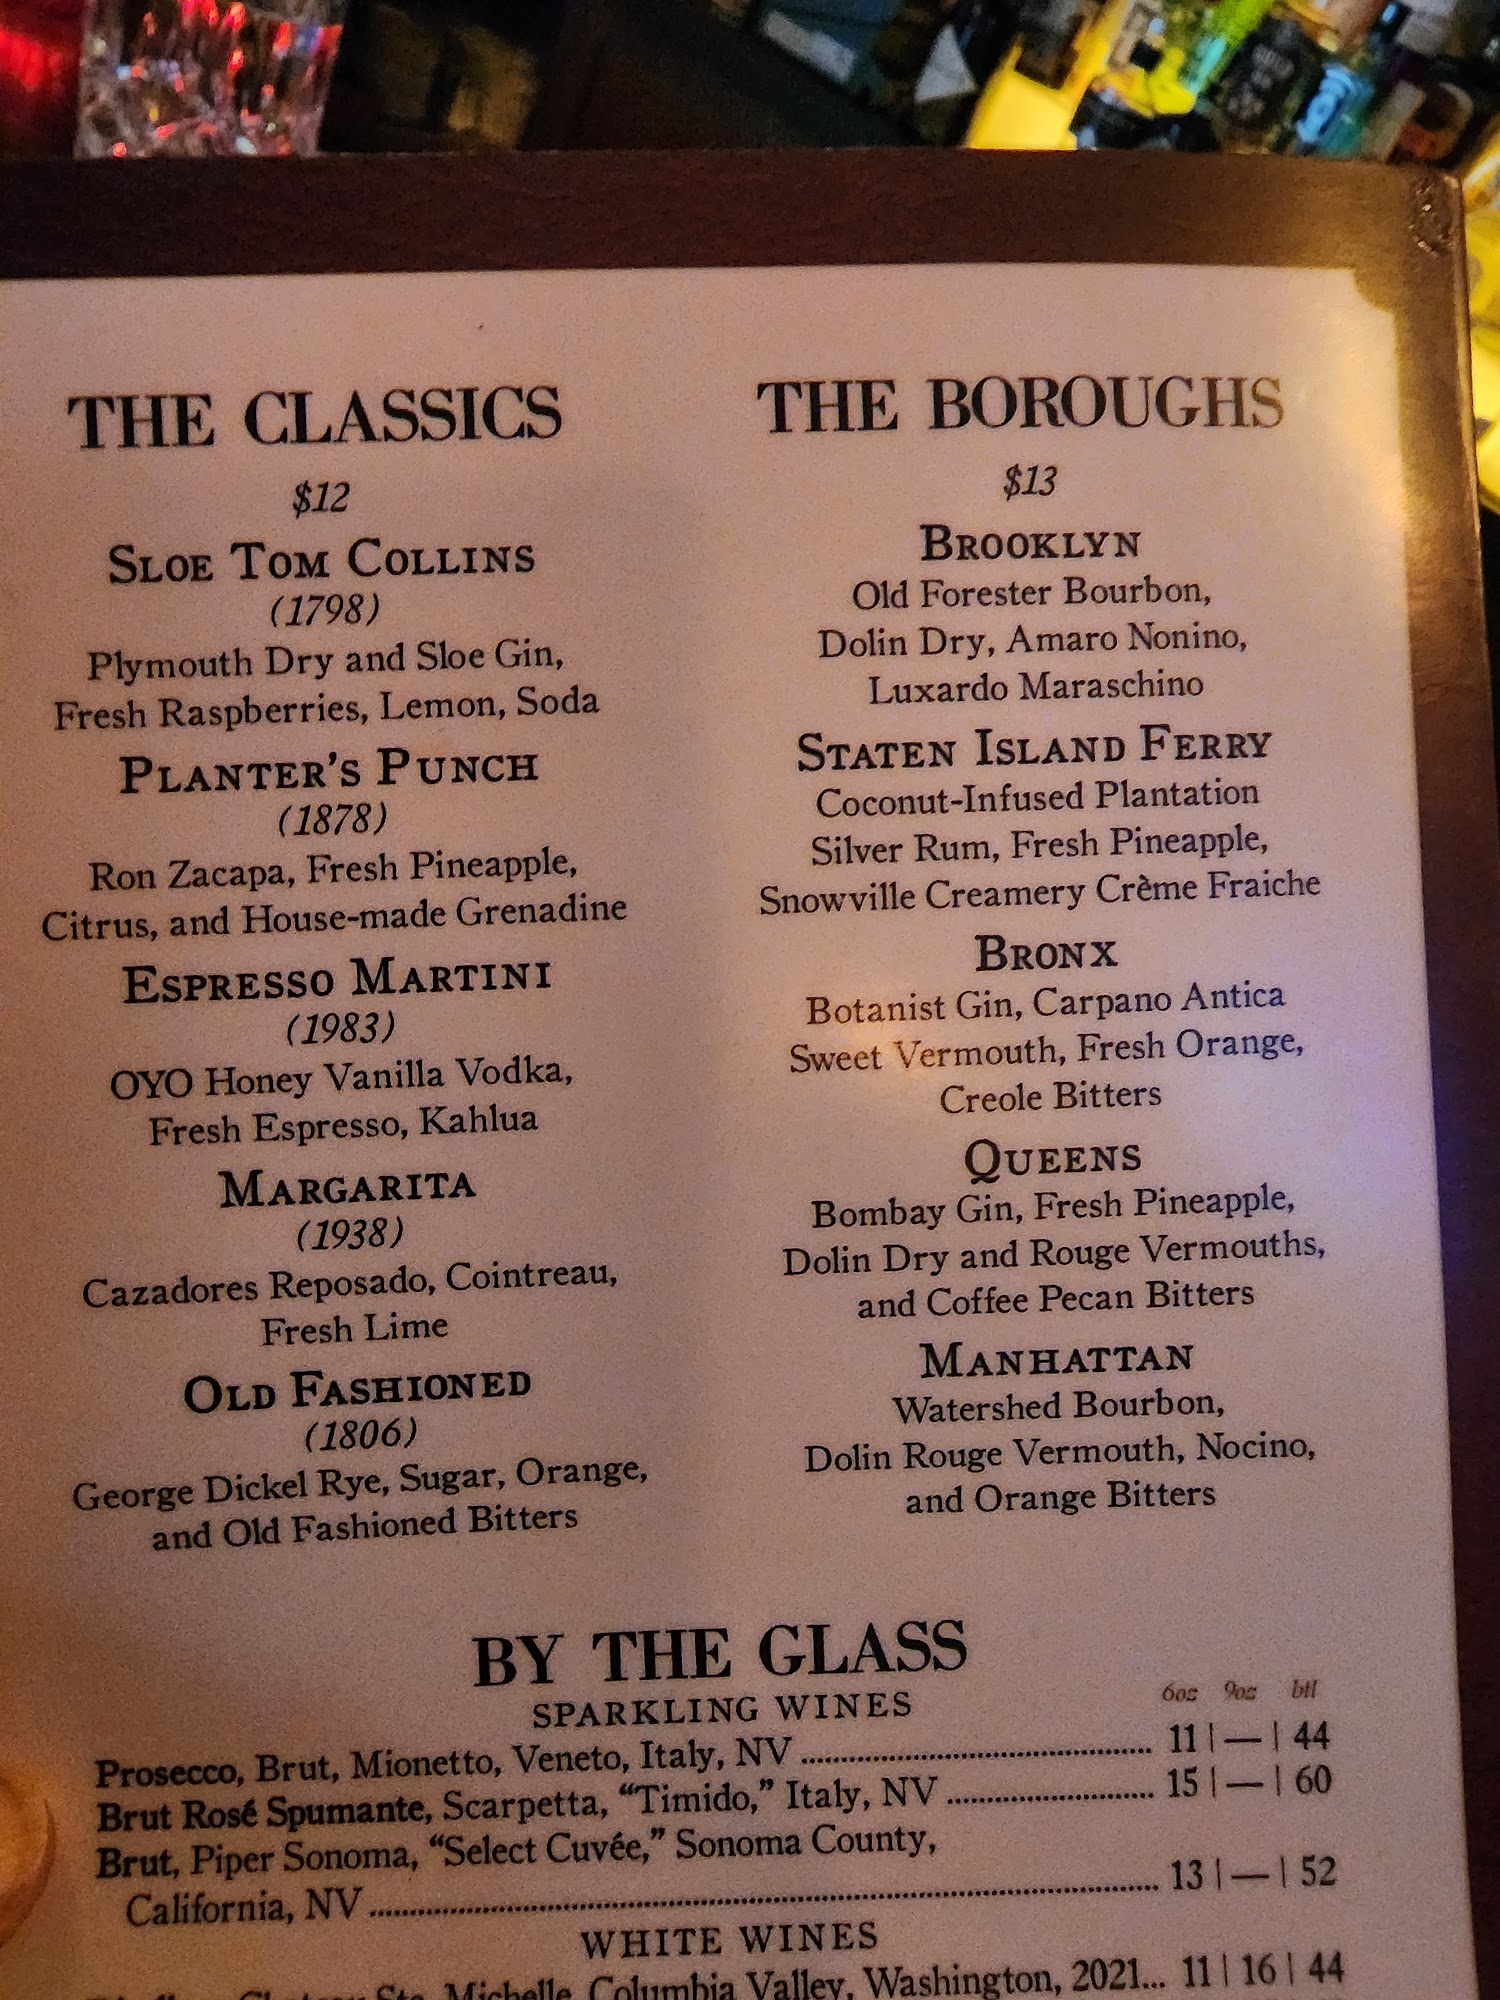 THE CLASSICS
$12
SLOE TOM COLLINS
(1798)
Plymouth Dry and Sloe Gin,
Fresh Raspberries, Lemon, Soda
PLANTER'S PUNCH
(1878)
Ron Zacapa, Fresh Pineapple,
Citrus, and House-made Grenadine
ESPRESSO MARTINI
(1983)
OYO Honey Vanilla Vodka,
Fresh Espresso, Kahlua
MARGARITA
(1938)
Cazadores Reposado, Cointreau,
Fresh Lime
OLD FASHIONED
(1806)
George Dickel Rye, Sugar, Orange,
and Old Fashioned Bitters
THE BOROUGHS
$13
BROOKLYN
Old Forester Bourbon,
Dolin Dry, Amaro Nonino,
Luxardo Maraschino
STATEN ISLAND FERRY
Coconut-Infused Plantation
Silver Rum, Fresh Pineapple,
Snowville Creamery Crème Fraiche
BRONX
Botanist Gin, Carpano Antica
Sweet Vermouth, Fresh Orange,
Creole Bitters
QUEENS
Bombay Gin, Fresh Pineapple,
Dolin Dry and Rouge Vermouths,
and Coffee Pecan Bitters
MANHATTAN
Watershed Bourbon,
Dolin Rouge Vermouth, Nocino,
and Orange Bitters
BY THE GLASS
SPARKLING WINES 6oz 9oz btl
Prosecco, Brut, Mionetto, Veneto, Italy, NV ........ 11 | — | 44
Brut Rosé Spumante, Scarpetta, “Timido,” Italy, NV ........ 15 | — | 60
Brut, Piper Sonoma, “Select Cuvée,” Sonoma County,
California, NV ........ 13 | — | 52
WHITE WINES
Ste. Michelle, Columbia Valley, Washington, 2021... 11 | 16 | 44